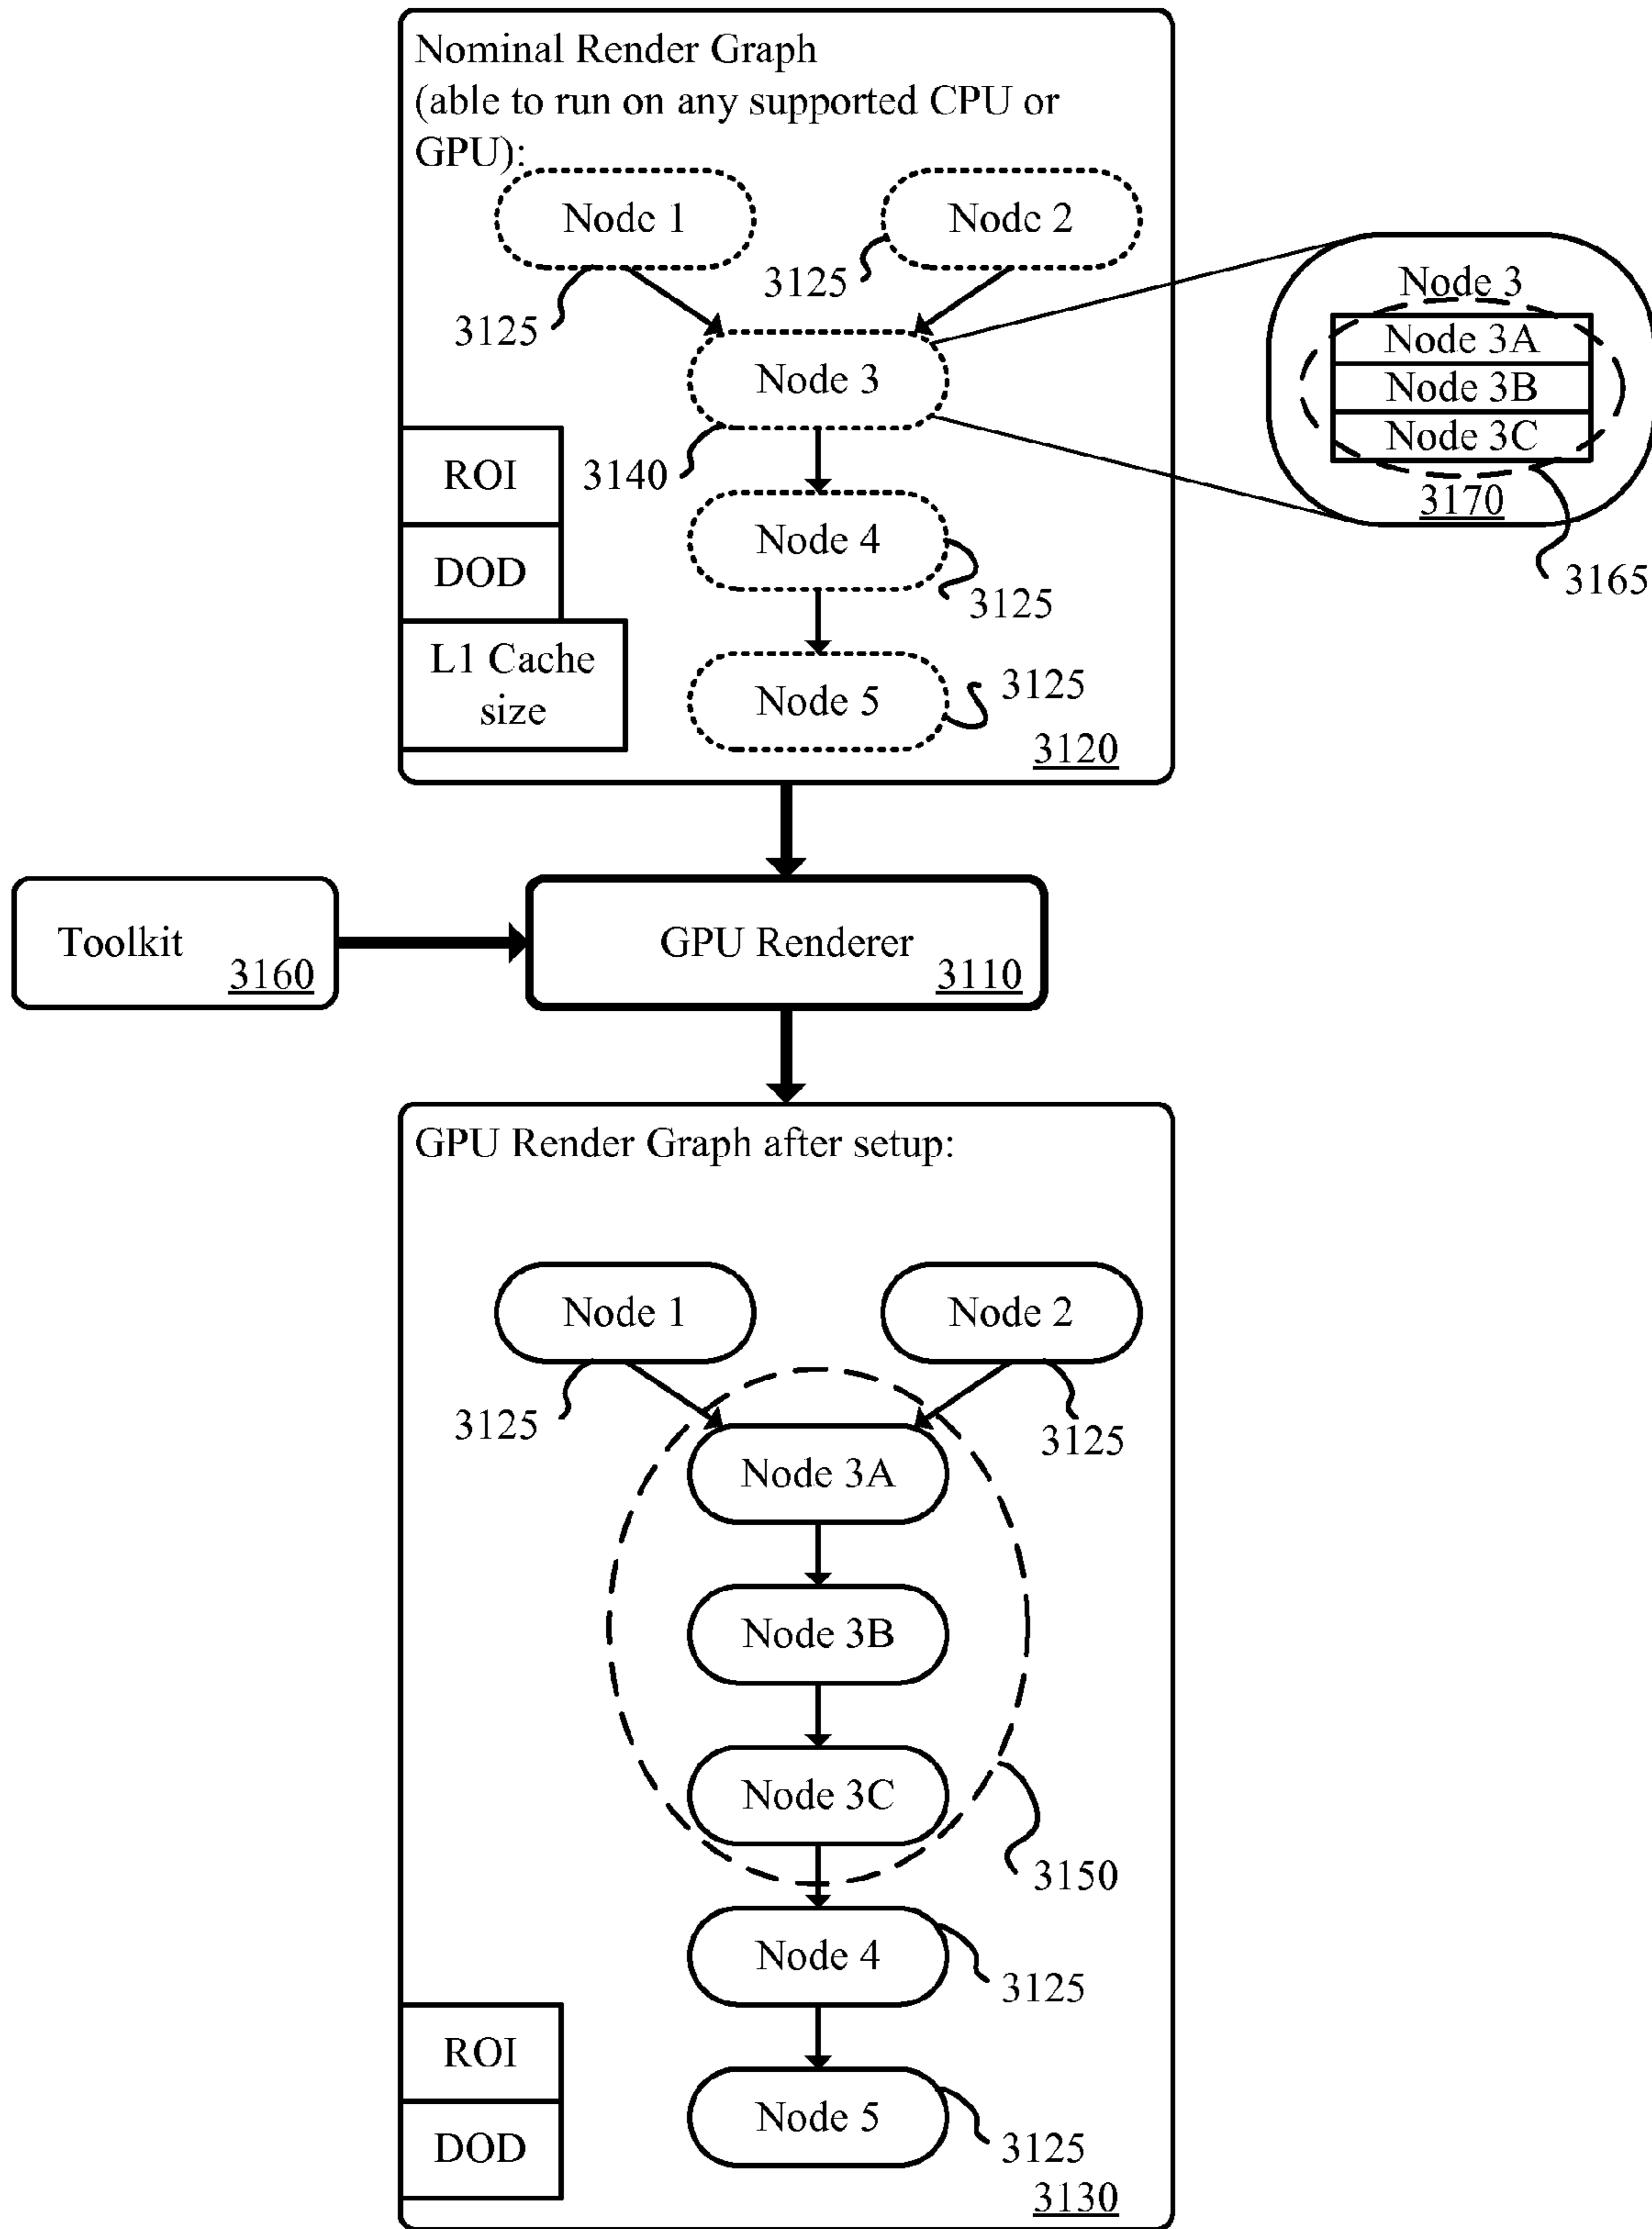 Nominal Render Graph
(able to run on any supported CPU or
GPU):
Node 1
Node 2
3125
3125
Node 3
3140
Node 3
Node 3A
Node 3B
Node 3C
3170
3165
ROI
DOD
L1 Cache
size
Node 4
3125
Node 5
3125
3120
Toolkit
3160
GPU Renderer
3110
GPU Render Graph after setup:
Node 1
Node 2
3125
3125
Node 3A
Node 3B
Node 3C
3150
Node 4
3125
ROI
DOD
Node 5
3125
3130